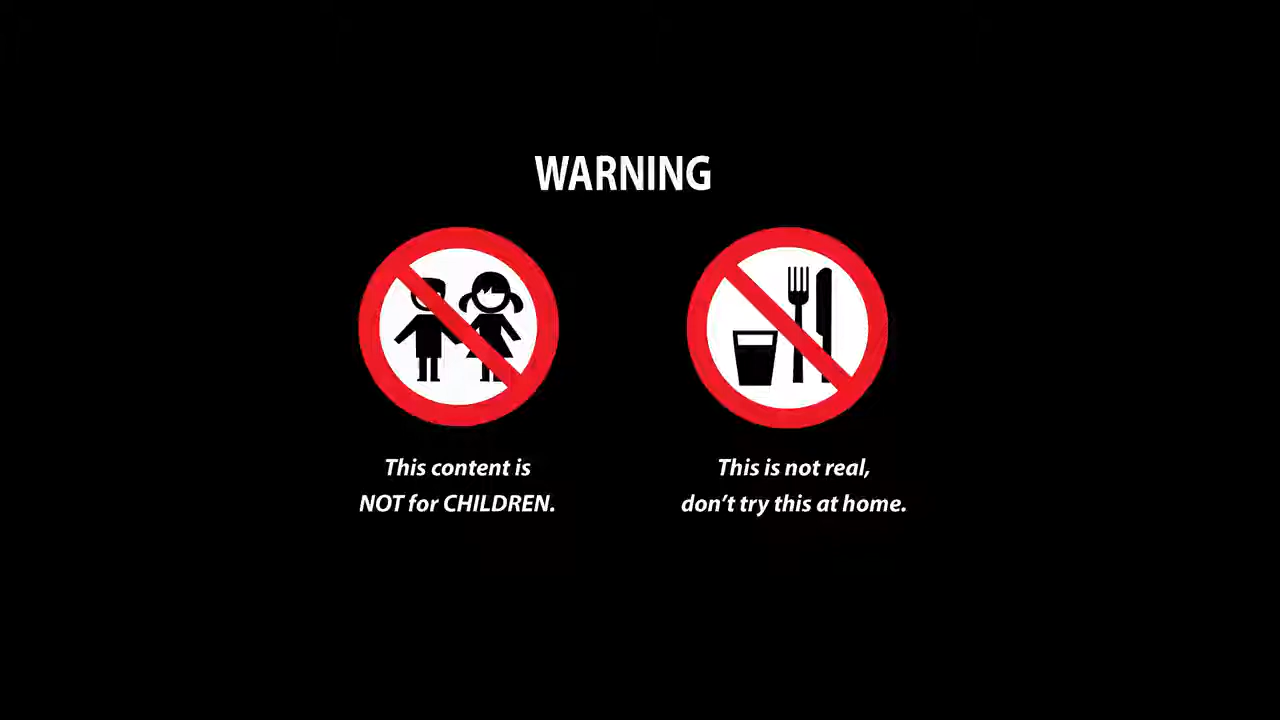 WARNING
This content is
NOT for CHILDREN.
This is not real,
don't try this at home.